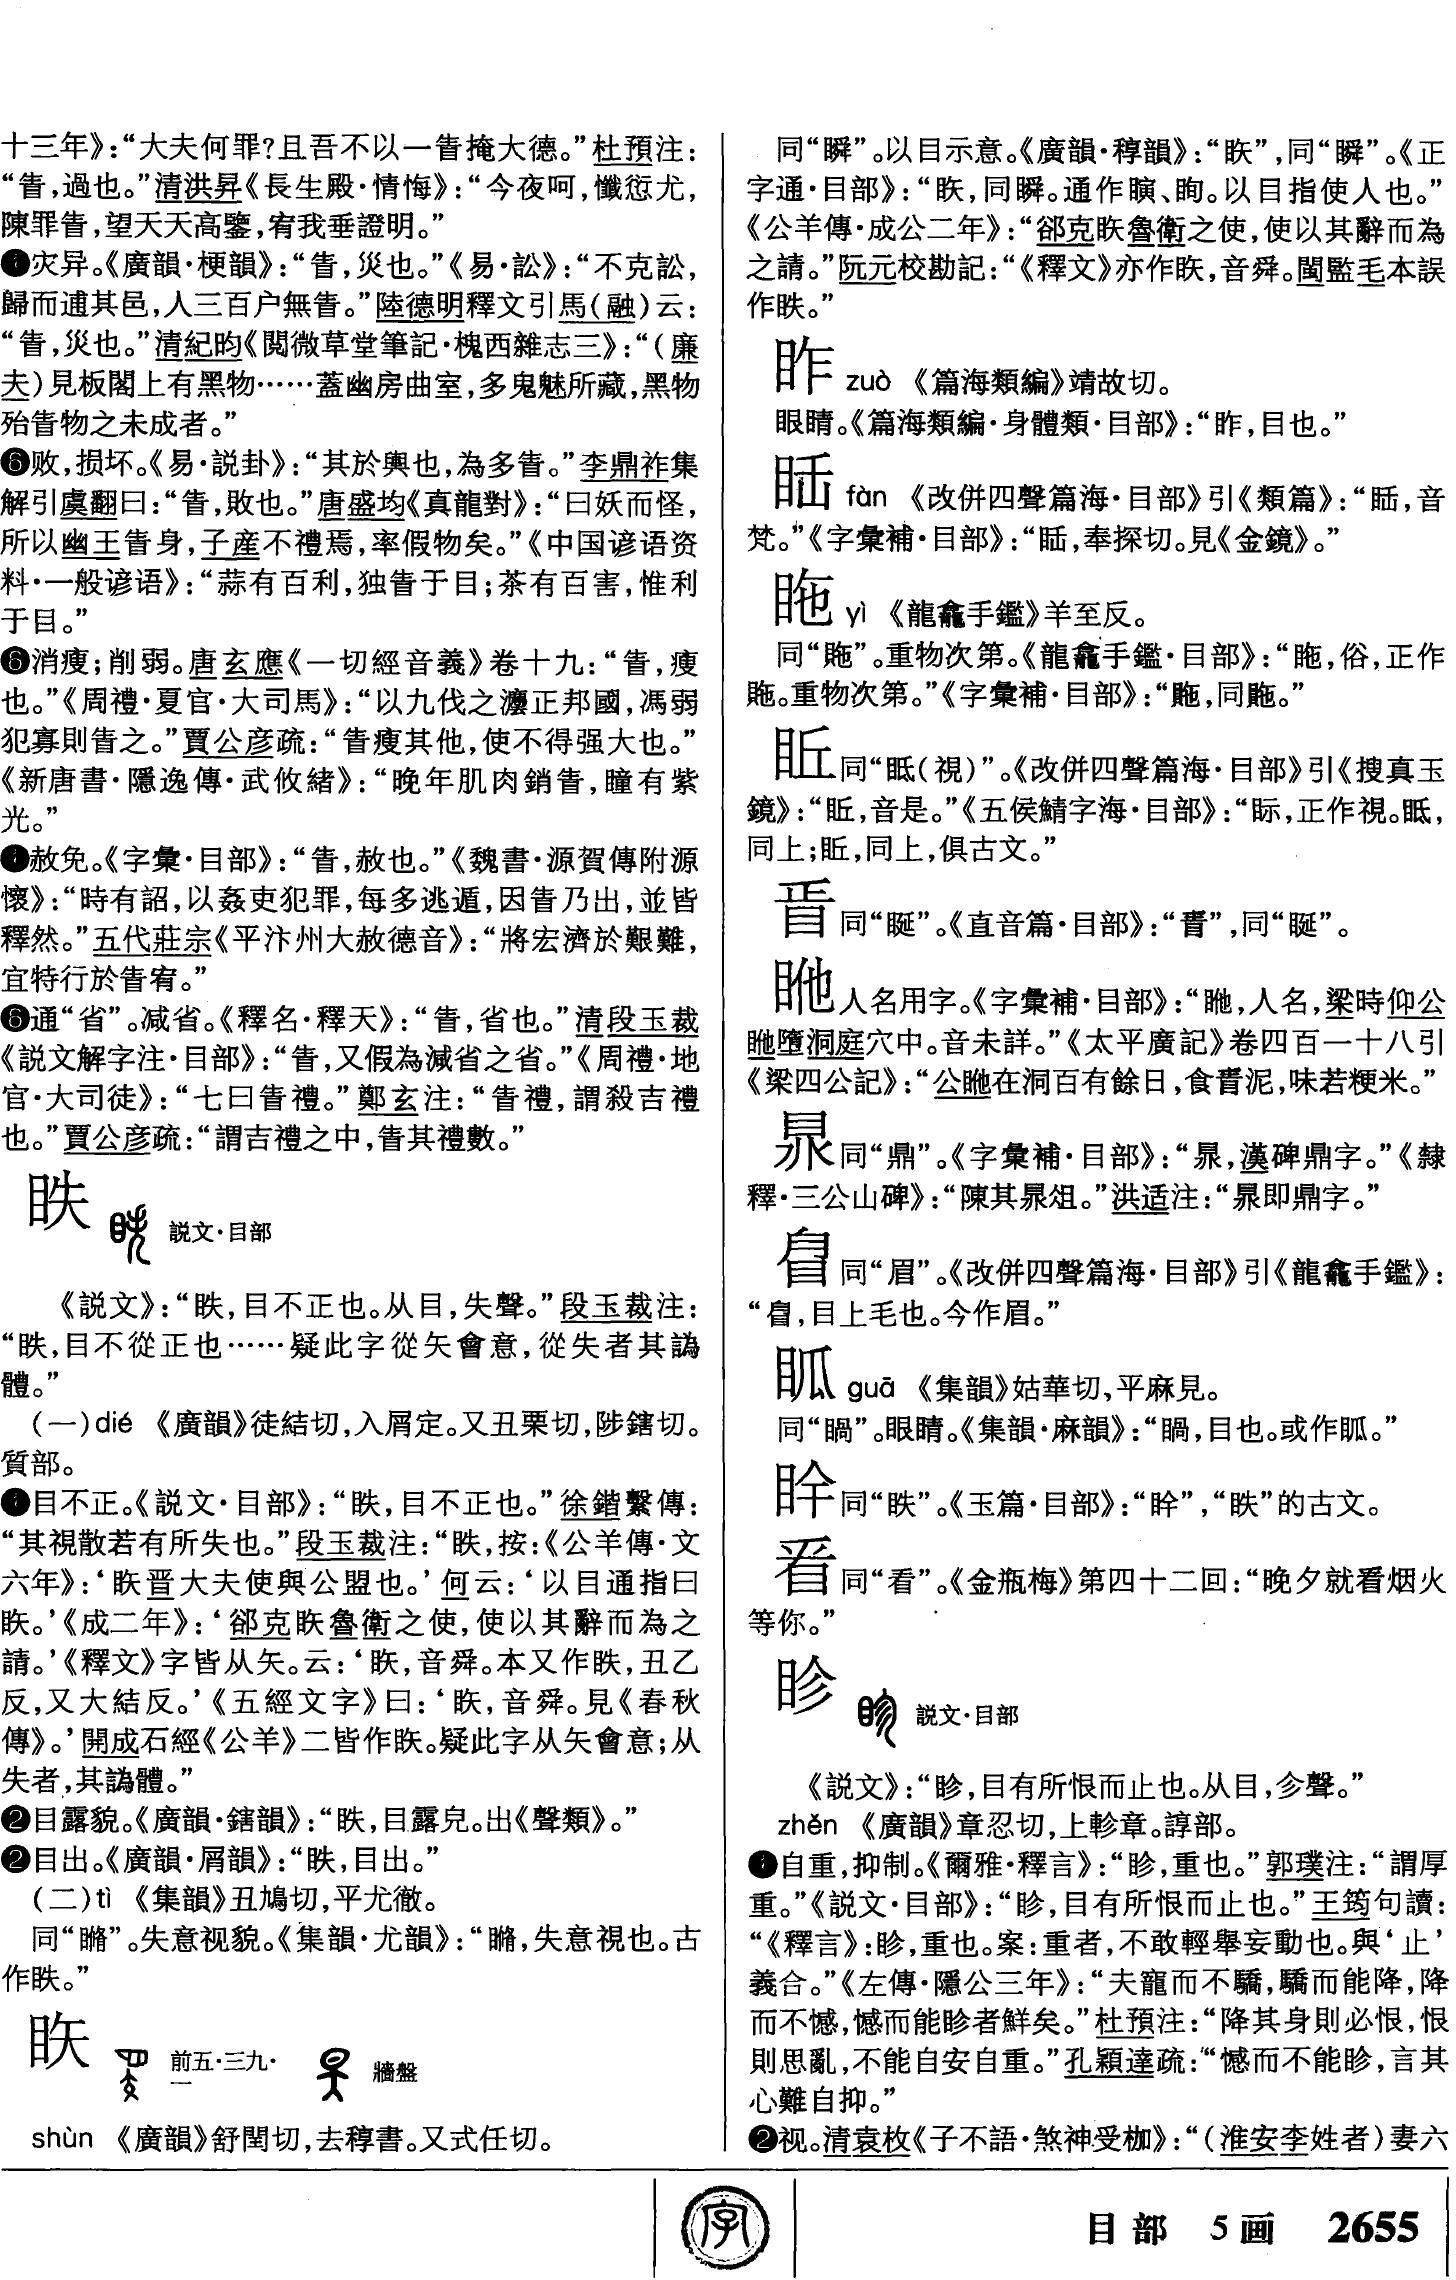 十三年》：“大夫何罪？且吾不以一眚掩大德。”杜預注：
“眚，過也。”清洪昇《長生殿·情悔》：“今夜呵，懺愆尤，
陳罪眚，望天天高鑒，宥我垂證明。”
灾异。《廣韻·梗韻》：“眚，災也。”《易·訟》：“不克訟，
歸而逋其邑，人三百户無眚。”陸德明釋文引馬（融）云：
“眚，災也。”清紀昀《閲微草堂筆記·槐西雜志三》：“（廉
夫）見板閣上有黑物……蓋幽房曲室，多鬼魅所藏，黑物
殆眚物之未成者。”
❻败，损坏。《易·説卦》：“其於輿也，為多眚。”李鼎祚集
解引虞翻曰：“眚，敗也。”唐盛均《真龍對》：“曰妖而怪，
所以幽王眚身，子産不禮焉，率假物矣。”《中国谚语资
料·一般谚语》：“蒜有百利，独眚于目；茶有百害，惟利
于目。”
❻消瘦；削弱。唐玄應《一切經音義》卷十九：“眚，瘦
也。”《周禮·夏官·大司馬》：“以九伐之灋正邦國，馮弱
犯寡則眚之。”賈公彦疏：“眚瘦其他，使不得强大也。”
《新唐書·隱逸傳·武攸緒》：“晚年肌肉銷眚，瞳有紫
光。”
赦免。《字彙·目部》：“眚，赦也。”《魏書·源賀傳附源
懷》：“時有詔，以姦吏犯罪，每多逃遁，因眚乃出，並皆
釋然。”五代莊宗《平汴州大赦德音》：“將宏濟於艱難，
宜特行於眚宥。”
❻通“省”。减省。《釋名·釋天》：“眚，省也。”清段玉裁
《説文解字注·目部》：“眚，又假為減省之省。”《周禮·地
官·大司徒》：“七曰眚禮。”鄭玄注：“眚禮，謂殺吉禮
也。”賈公彦疏：“謂吉禮之中，眚其禮數。”
眣 説文·目部
《説文》：“眣，目不正也。从目，失聲。”段玉裁注：
“眣，目不從正也……疑此字從矢會意，從失者其譌
體。”
（一）dié 《廣韻》徒結切，入屑定。又丑栗切，陟鎋切。
質部。
目不正。《説文·目部》：“眣，目不正也。”徐鍇繫傳：
“其視散若有所失也。”段玉裁注：“眣，按：《公羊傳·文
六年》：‘眹晋大夫使與公盟也。’何云：‘以目通指曰
眹。’《成二年》：‘郤克眹魯衛之使，使以其辭而為之
請。’《釋文》字皆从矢。云：‘眹，音舜。本又作眣，丑乙
反，又大結反。’《五經文字》曰：‘眹，音舜。見《春秋
傳》。’開成石經《公羊》二皆作眹。疑此字从矢會意；从
失者，其譌體。”
❷目露貌。《廣韻·鎋韻》：“眣，目露皃。出《聲類》。”
❷目出。《廣韻·屑韻》：“眣，目出。”
（二）tì 《集韻》丑鳩切，平尤徹。
同“䀺”。失意视貌。《集韻·尤韻》：“䀺，失意視也。古
作眣。”
前五·三九·一 牆盤
shùn 《廣韻》舒閏切，去稕書。又式任切。
同“瞬”。以目示意。《廣韻·稕韻》：“眹”，同“瞬”。《正
字通·目部》：“眹，同瞬。通作瞚、眴。以目指使人也。”
《公羊傳·成公二年》：“郤克眹魯衛之使，使以其辭而為
之請。”阮元校勘記：“《釋文》亦作眹，音舜。閩監毛本誤
作眣。”
眨 zuò 《篇海類編》靖故切。
眼睛。《篇海類編·身體類·目部》：“，目也。”
fàn 《改併四聲篇海·目部》引《類篇》：“，音
梵。”《字彙補·目部》：“，奉探切。見《金鏡》。”
yì 《龍龕手鑑》羊至反。
同“貤”。重物次第。《龍龕手鑑·目部》：“，俗，正作
。重物次第。”《字彙補·目部》：“，同。”
同“眡（視）”。《改併四聲篇海·目部》引《搜真玉
鏡》：“，音是。”《五侯鯖字海·目部》：“眎，正作視。眡，
同上；，同上，俱古文。”
同“”。《直音篇·目部》：“”，同“”。
人名用字。《字彙補·目部》：“，人名，梁時仰公
墮洞庭穴中。音未詳。”《太平廣記》卷四百一十八引
《梁四公記》：“公在洞百有餘日，食青泥，味若粳米。”
同“鼎”。《字彙補·目部》：“，漢碑鼎字。”《隸
釋·三公山碑》：“陳其俎。”洪适注：“即鼎字。”
同“眉”。《改併四聲篇海·目部》引《龍龕手鑑》：
“，目上毛也。今作眉。”
guā 《集韻》姑華切，平麻見。
同“”。眼睛。《集韻·麻韻》：“，目也。或作。”
同“眣”。《玉篇·目部》：“”，“眣”的古文。
同“看”。《金瓶梅》第四十二回：“晚夕就看烟火
等你。”
眕 説文·目部
《説文》：“眕，目有所恨而止也。从目，㐱聲。”
zhěn 《廣韻》章忍切，上軫章。諄部。
自重，抑制。《爾雅·釋言》：“眕，重也。”郭璞注：“謂厚
重。”《説文·目部》：“眕，目有所恨而止也。”王筠句讀：
“《釋言》：眕，重也。案：重者，不敢輕舉妄動也。與‘止’
義合。”《左傳·隱公三年》：“夫寵而不驕，驕而能降，降
而不憾，憾而能眕者鮮矣。”杜預注：“降其身則必恨，恨
則思亂，不能自安自重。”孔穎達疏：“憾而不能眕，言其
心難自抑。”
❷视。清袁枚《子不語·煞神受枷》：“（淮安李姓者）妻六
字
目部 5画 2655